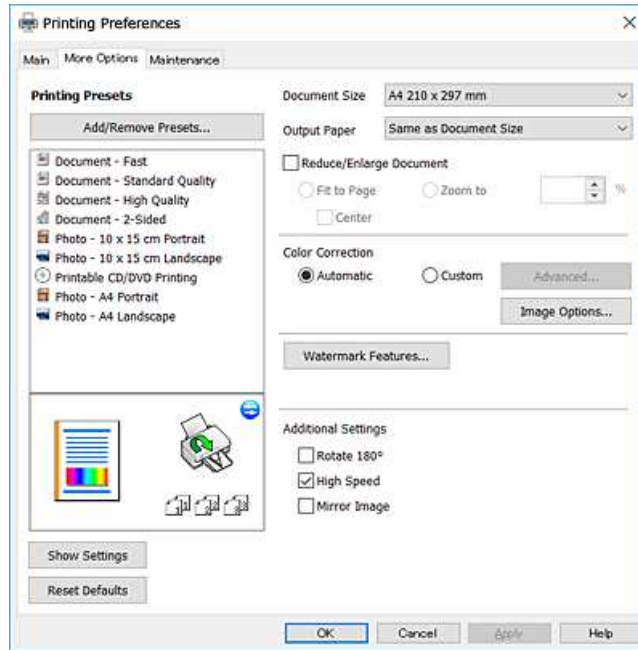 Printing Preferences
Main More Options Maintenance
Printing Presets
Add/Remove Presets...
Document - Fast
Document - Standard Quality
Document - High Quality
Document - 2-Sided
Photo - 10 x 15 cm Portrait
Photo - 10 x 15 cm Landscape
Printable CD/DVD Printing
Photo - A4 Portrait
Photo - A4 Landscape
Show Settings
Reset Defaults
Document Size A4 210 x 297 mm
Output Paper Same as Document Size
Reduce/Enlarge Document
Fit to Page Zoom to %
Center
Color Correction
Automatic Custom Advanced...
Image Options...
Watermark Features...
Additional Settings
Rotate 180°
High Speed
Mirror Image
OK Cancel Apply Help